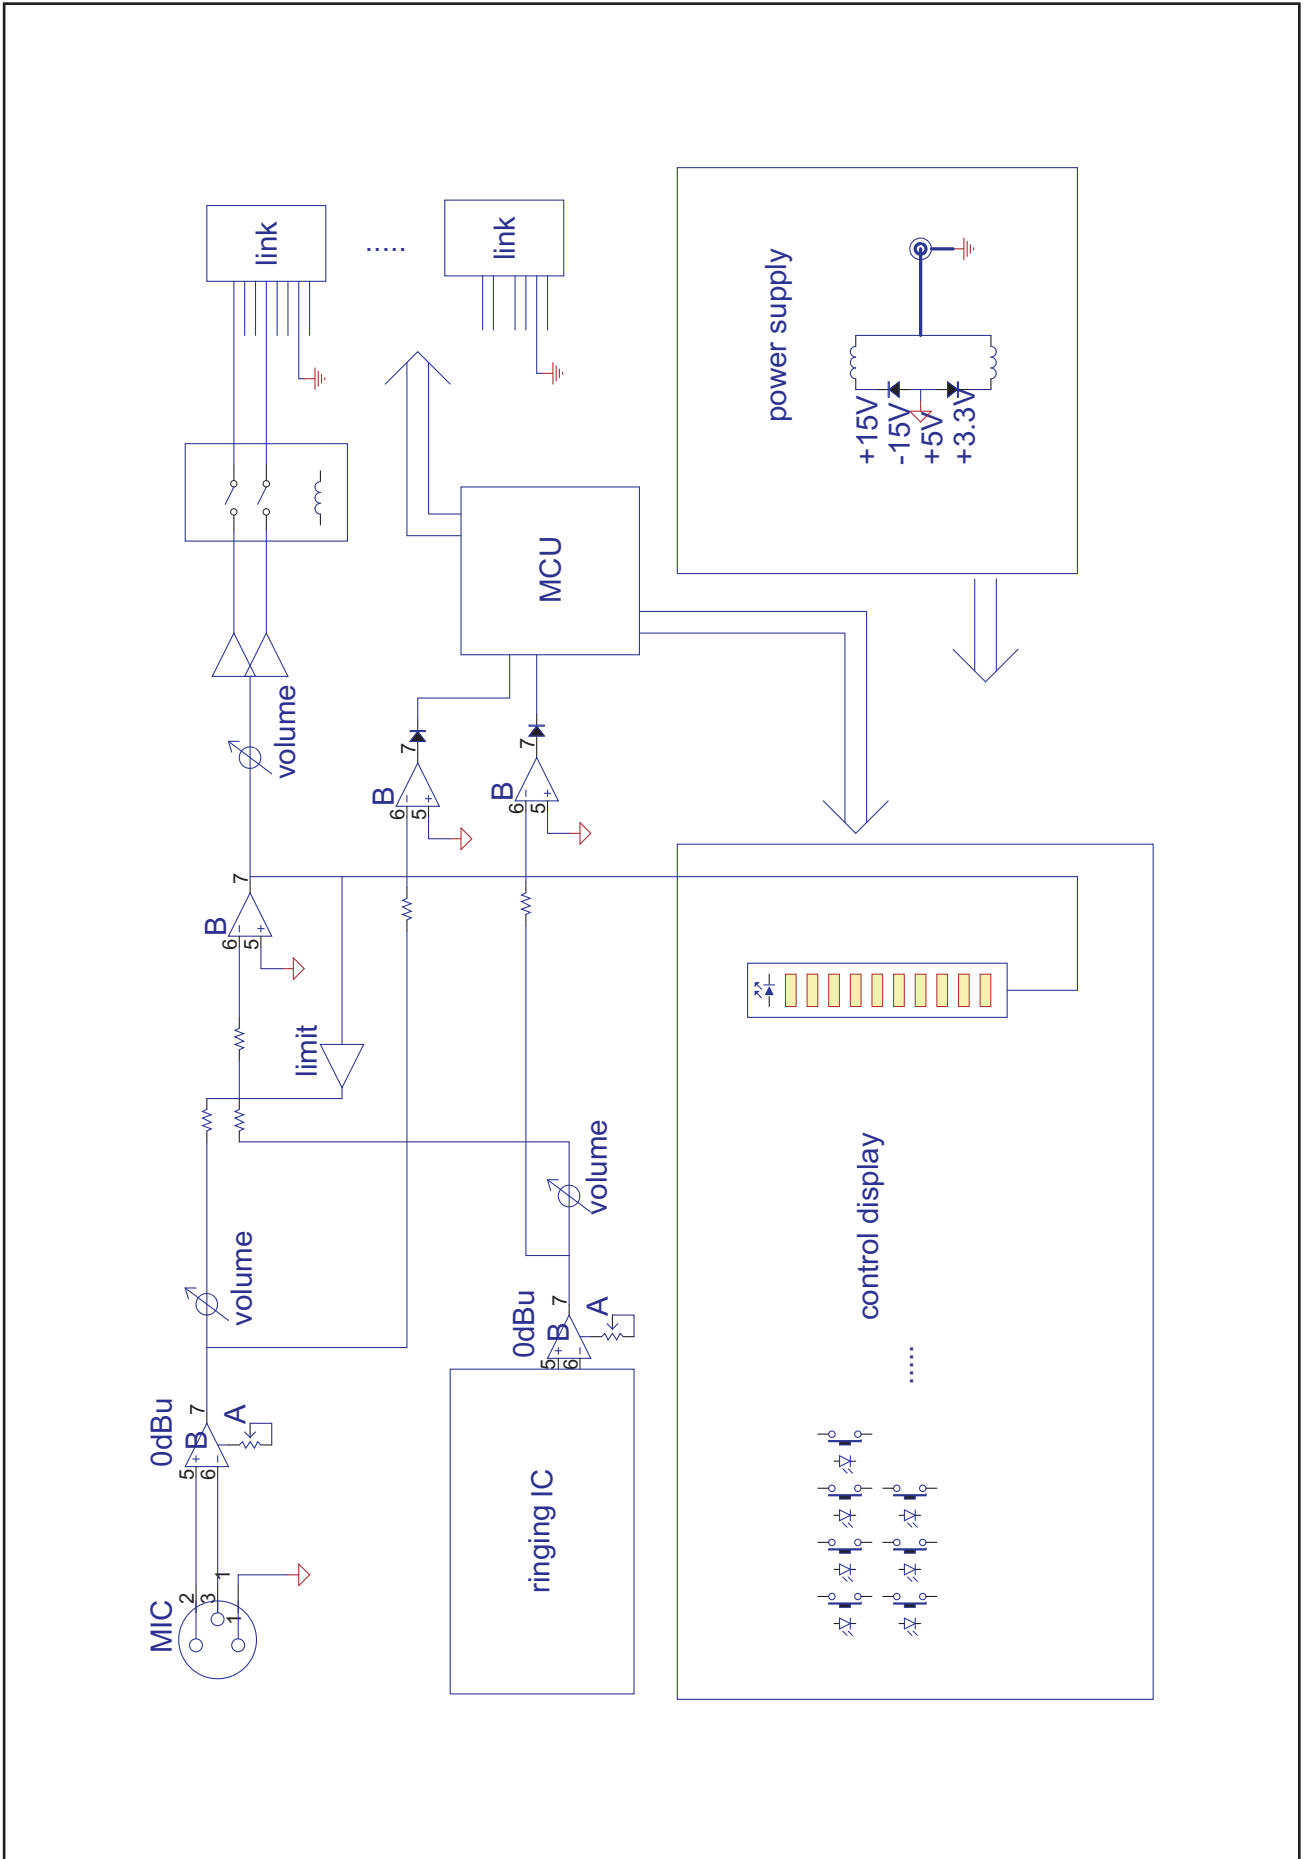 MIC
2
3
1
1
0dBu
5
6
B
7
A
volume
limit
B
6
5
7
volume
link
.....
link
B
6
5
7
B
6
5
7
MCU
ringing IC
0dBu
5
6
B
7
A
volume
control display
.....
power supply
+15V
-15V
+5V
+3.3V